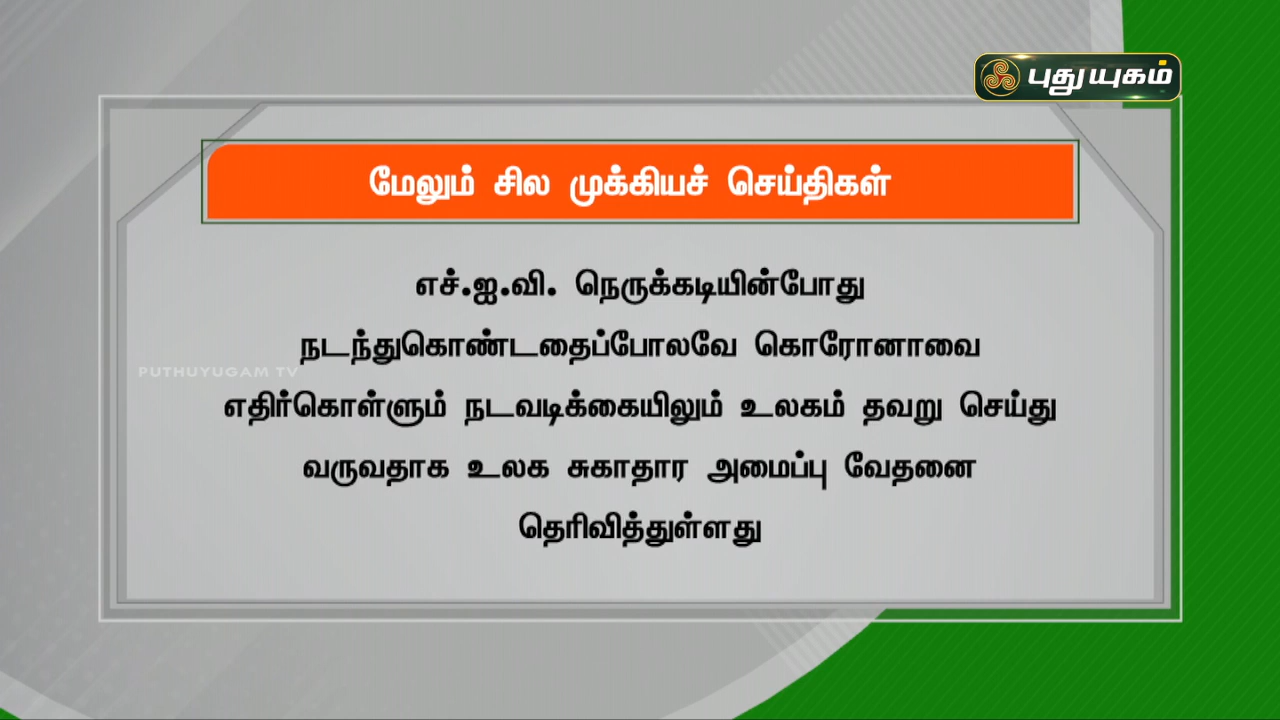 புதுயுகம்
மேலும் சில முக்கியச் செய்திகள்
எச்.ஐ.வி. நெருக்கடியின்போது
நடந்துகொண்டதைப்போலவே கொரோனாவை
PUTHUYUGAM TV
எதிர்கொள்ளும் நடவடிக்கையிலும் உலகம் தவறு செய்து
வருவதாக உலக சுகாதார அமைப்பு வேதனை
தெரிவித்துள்ளது